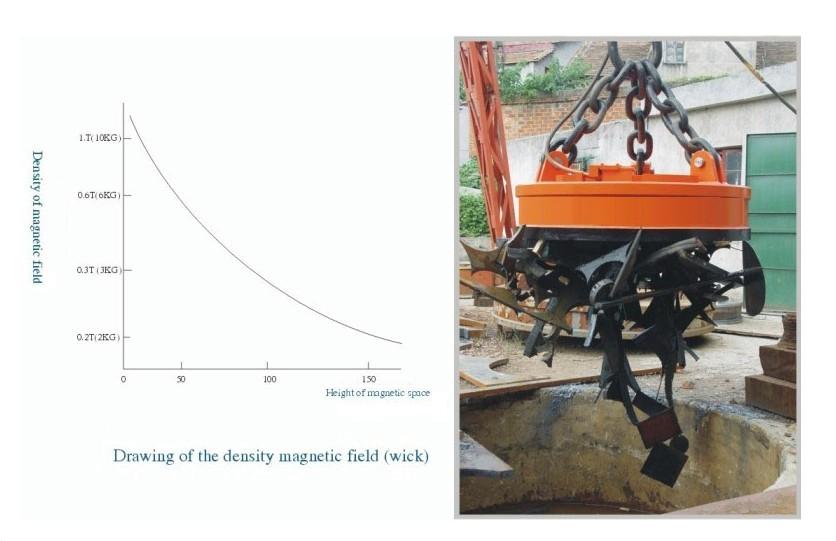 Density of magnetic field
1.T(10KG)
0.6T(6KG)
0.3T (3KG)
0.2T(2KG)
0
50
100
150
Height of magnetic space
Drawing of the density magnetic field (wick)